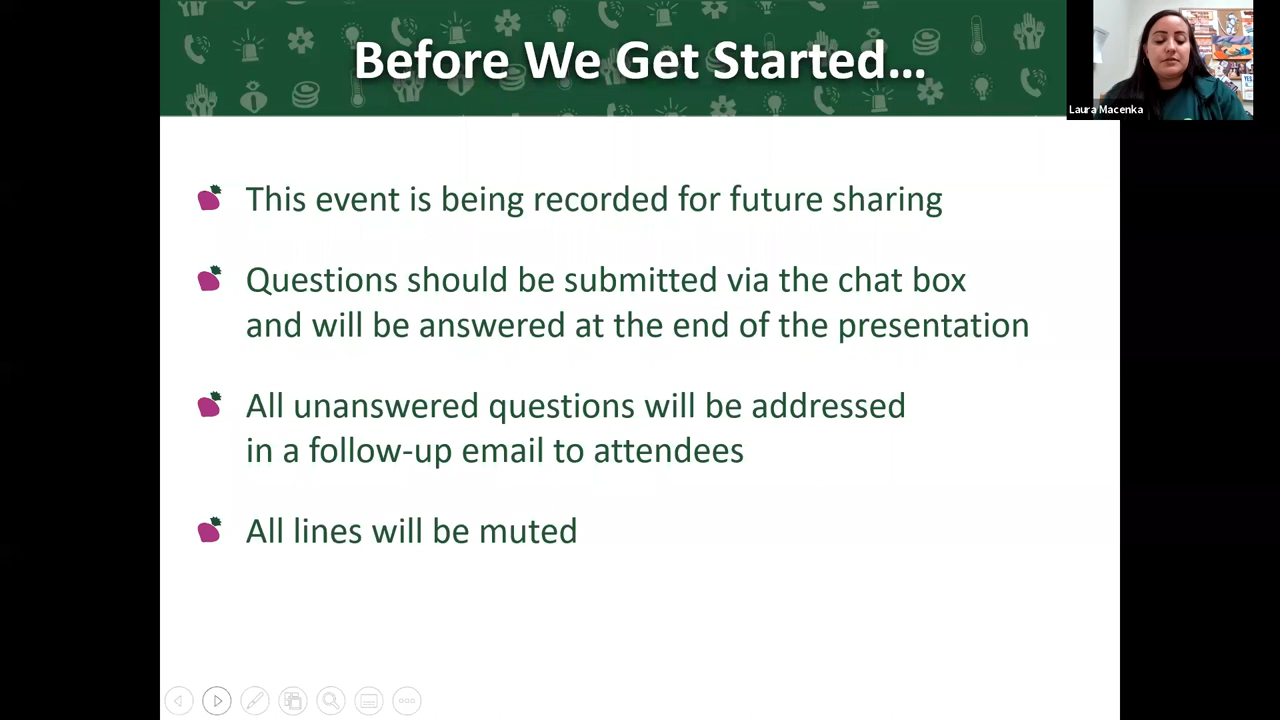 Before We Get Started...
Laura Macenka
This event is being recorded for future sharing
Questions should be submitted via the chat box
and will be answered at the end of the presentation
All unanswered questions will be addressed
in a follow-up email to attendees
All lines will be muted